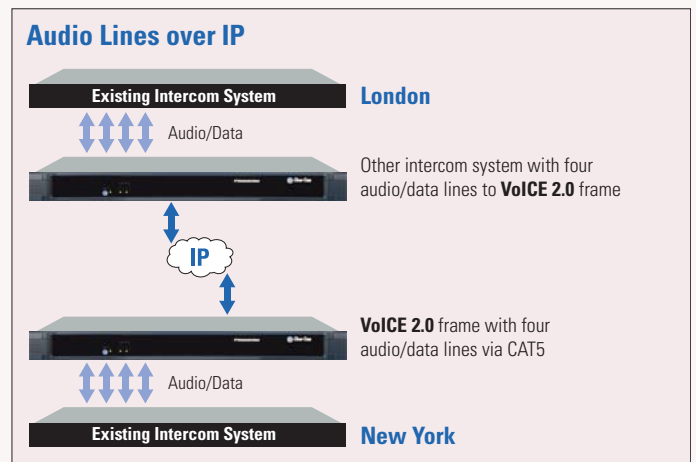 Audio Lines over IP
Existing Intercom System
London
Audio/Data
Other intercom system with four
audio/data lines to VoICE 2.0 frame
IP
VoICE 2.0 frame with four
audio/data lines via CAT5
Audio/Data
Existing Intercom System
New York